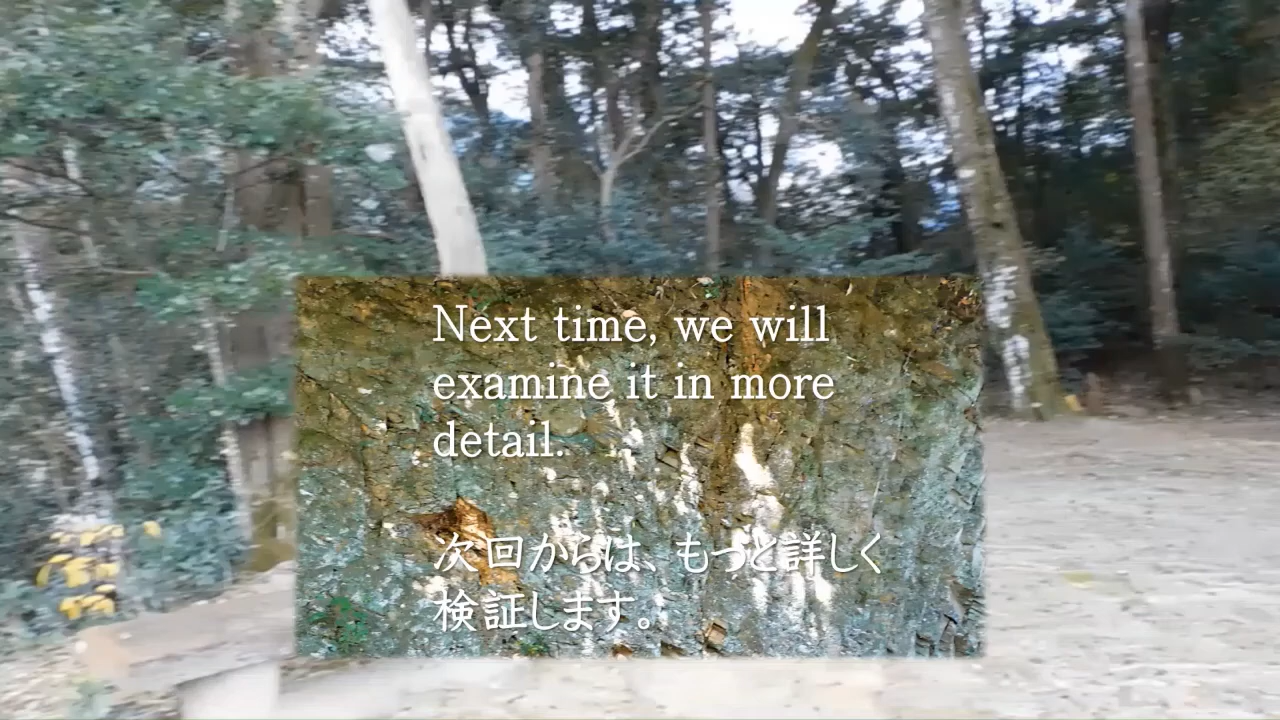 Next time, we will
examine it in more
detail.
次回からは、もっと詳しく
検証します。